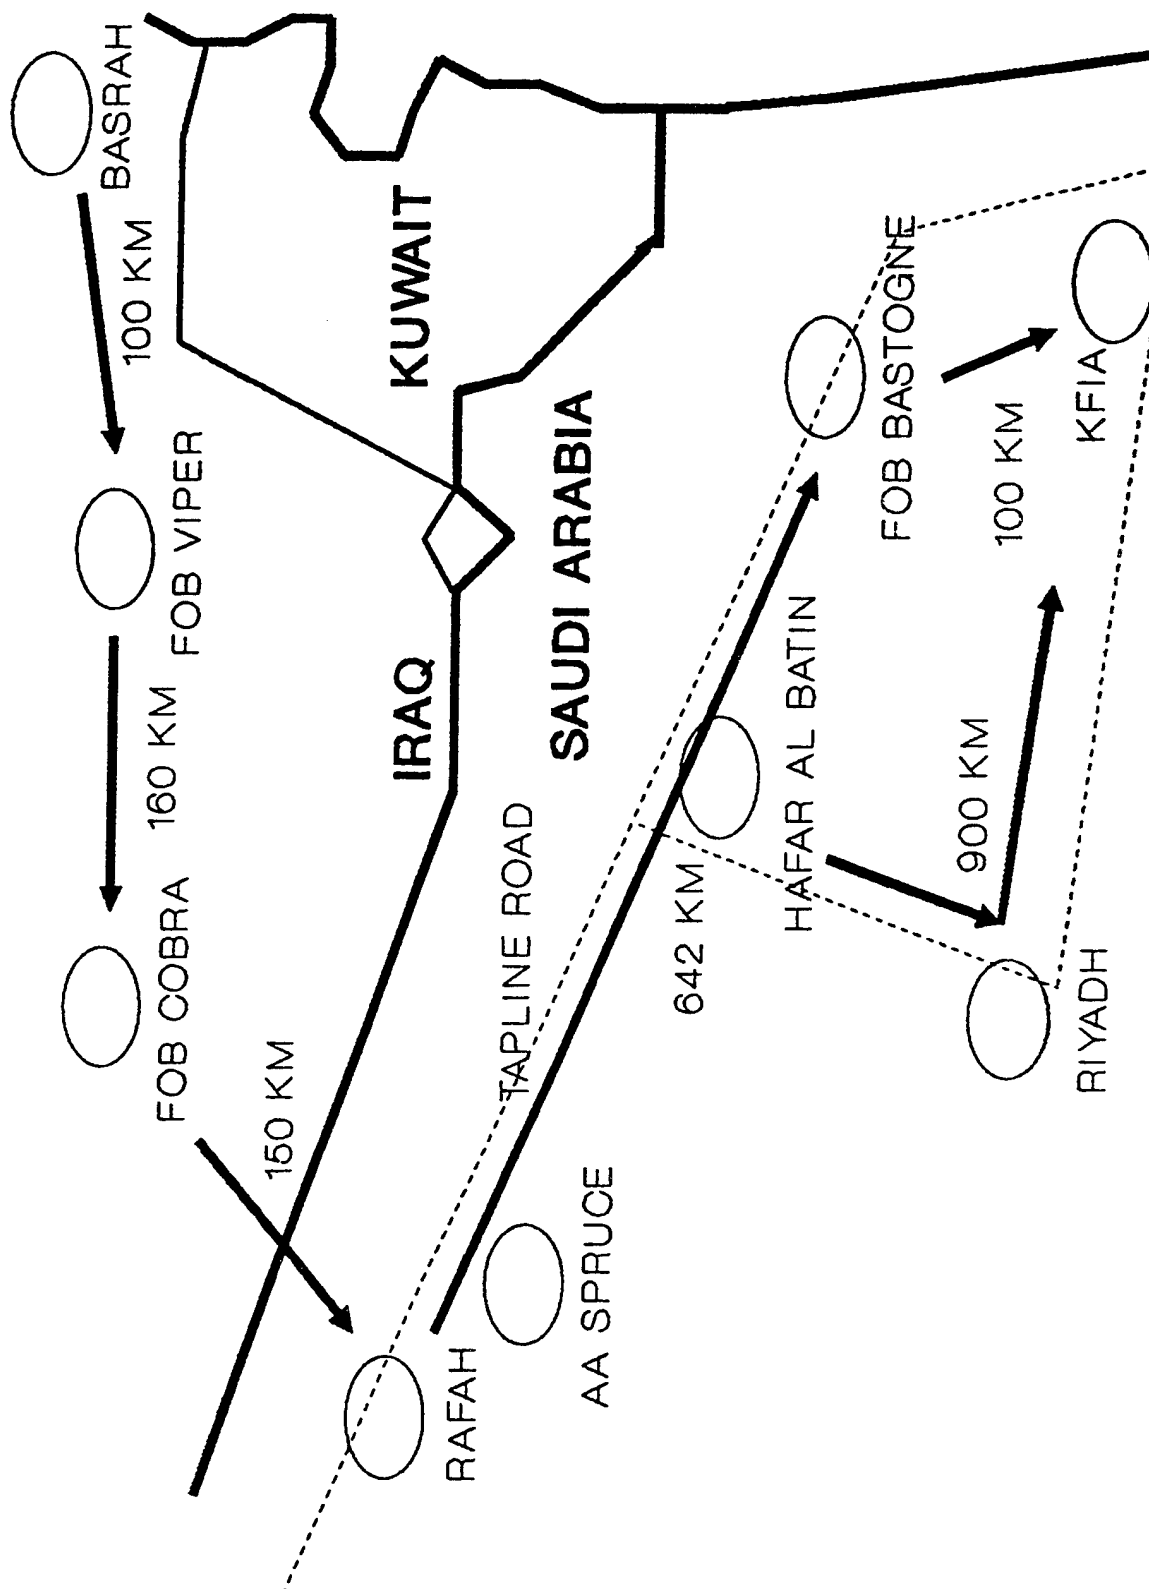 BASRAH
100 KM
FOB VIPER
160 KM
FOB COBRA
150 KM
KUWAIT
IRAQ
SAUDI ARABIA
TAPLINE ROAD
RAFAH
AA SPRUCE
642 KM
HAFAR AL BATIN
FOB BASTOGNE
900 KM
100 KM
RIYADH
KFIA